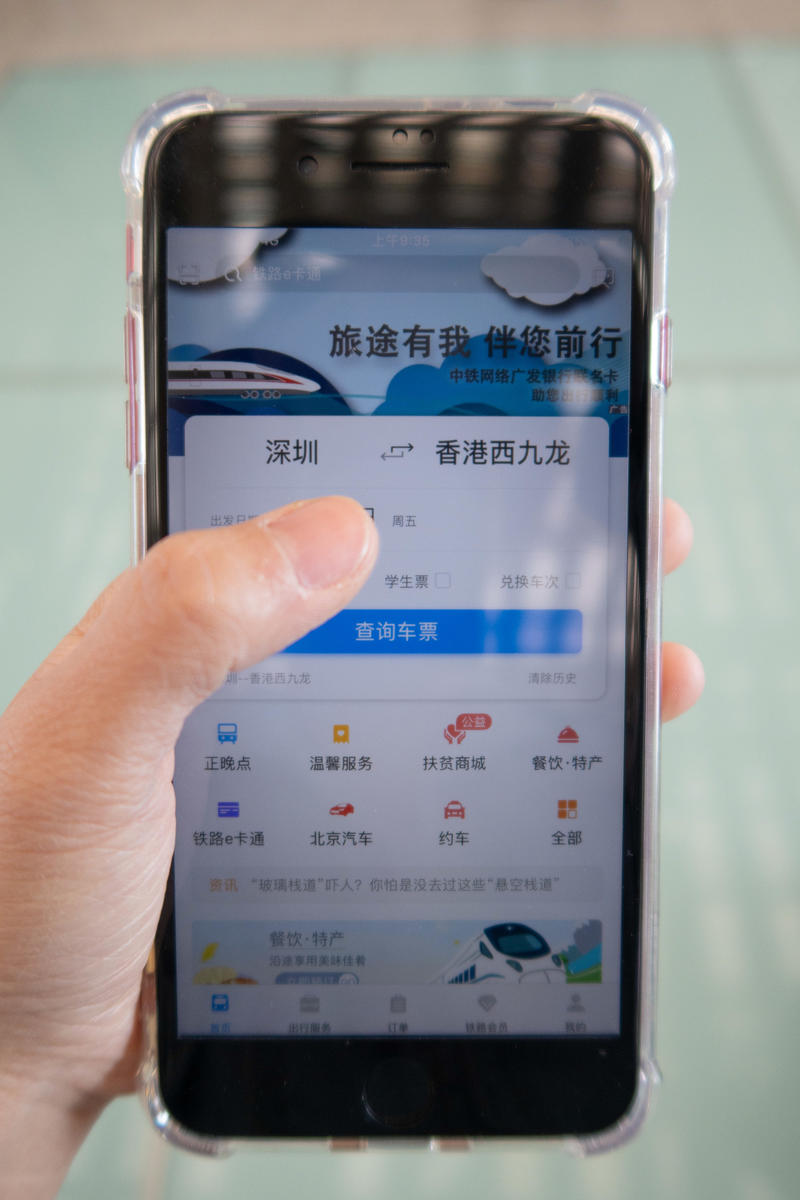 上午9:35
铁路e卡通
旅途有我 伴您前行
中铁网络广发银行联名卡
助您出行顺利
广告
深圳 香港西九龙
出发日期 周五
学生票 兑换车次
查询车票
圳--香港西九龙 清除历史
公益
正晚点 温馨服务 扶贫商城 餐饮·特产
铁路e卡通 北京汽车 约车 全部
资讯 “玻璃栈道”吓人？你怕是没去过这些“悬空栈道”
餐饮·特产
沿途享用美味佳肴
立即预订 GO
首页 出行服务 订单 铁路会员 我的